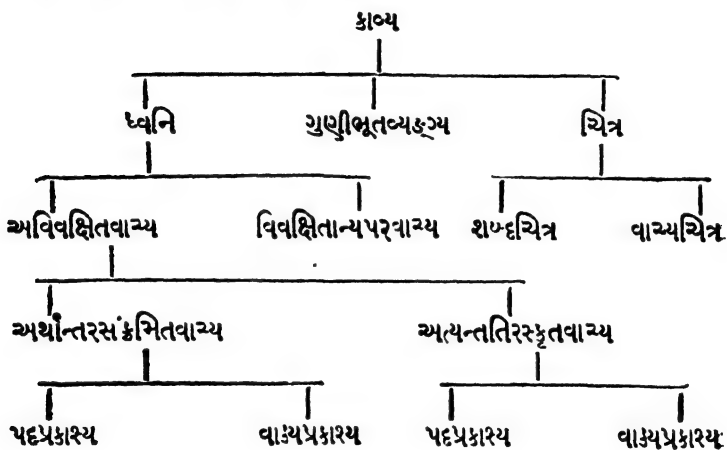 કાવ્ય
ધ્વનિ ગુણીભૂતવ્યઙ્ગ્ય ચિત્ર
અવિવક્ષિતવાચ્ય વિવક્ષિતાન્યપરવાચ્ય શબ્દચિત્ર વાચ્યચિત્ર
અર્થાન્તરસંક્રમિતવાચ્ય અત્યન્તતિરસ્કૃતવાચ્ય
પદપ્રકાશ્ય વાક્યપ્રકાશ્ય પદપ્રકાશ્ય વાક્યપ્રકાશ્ય